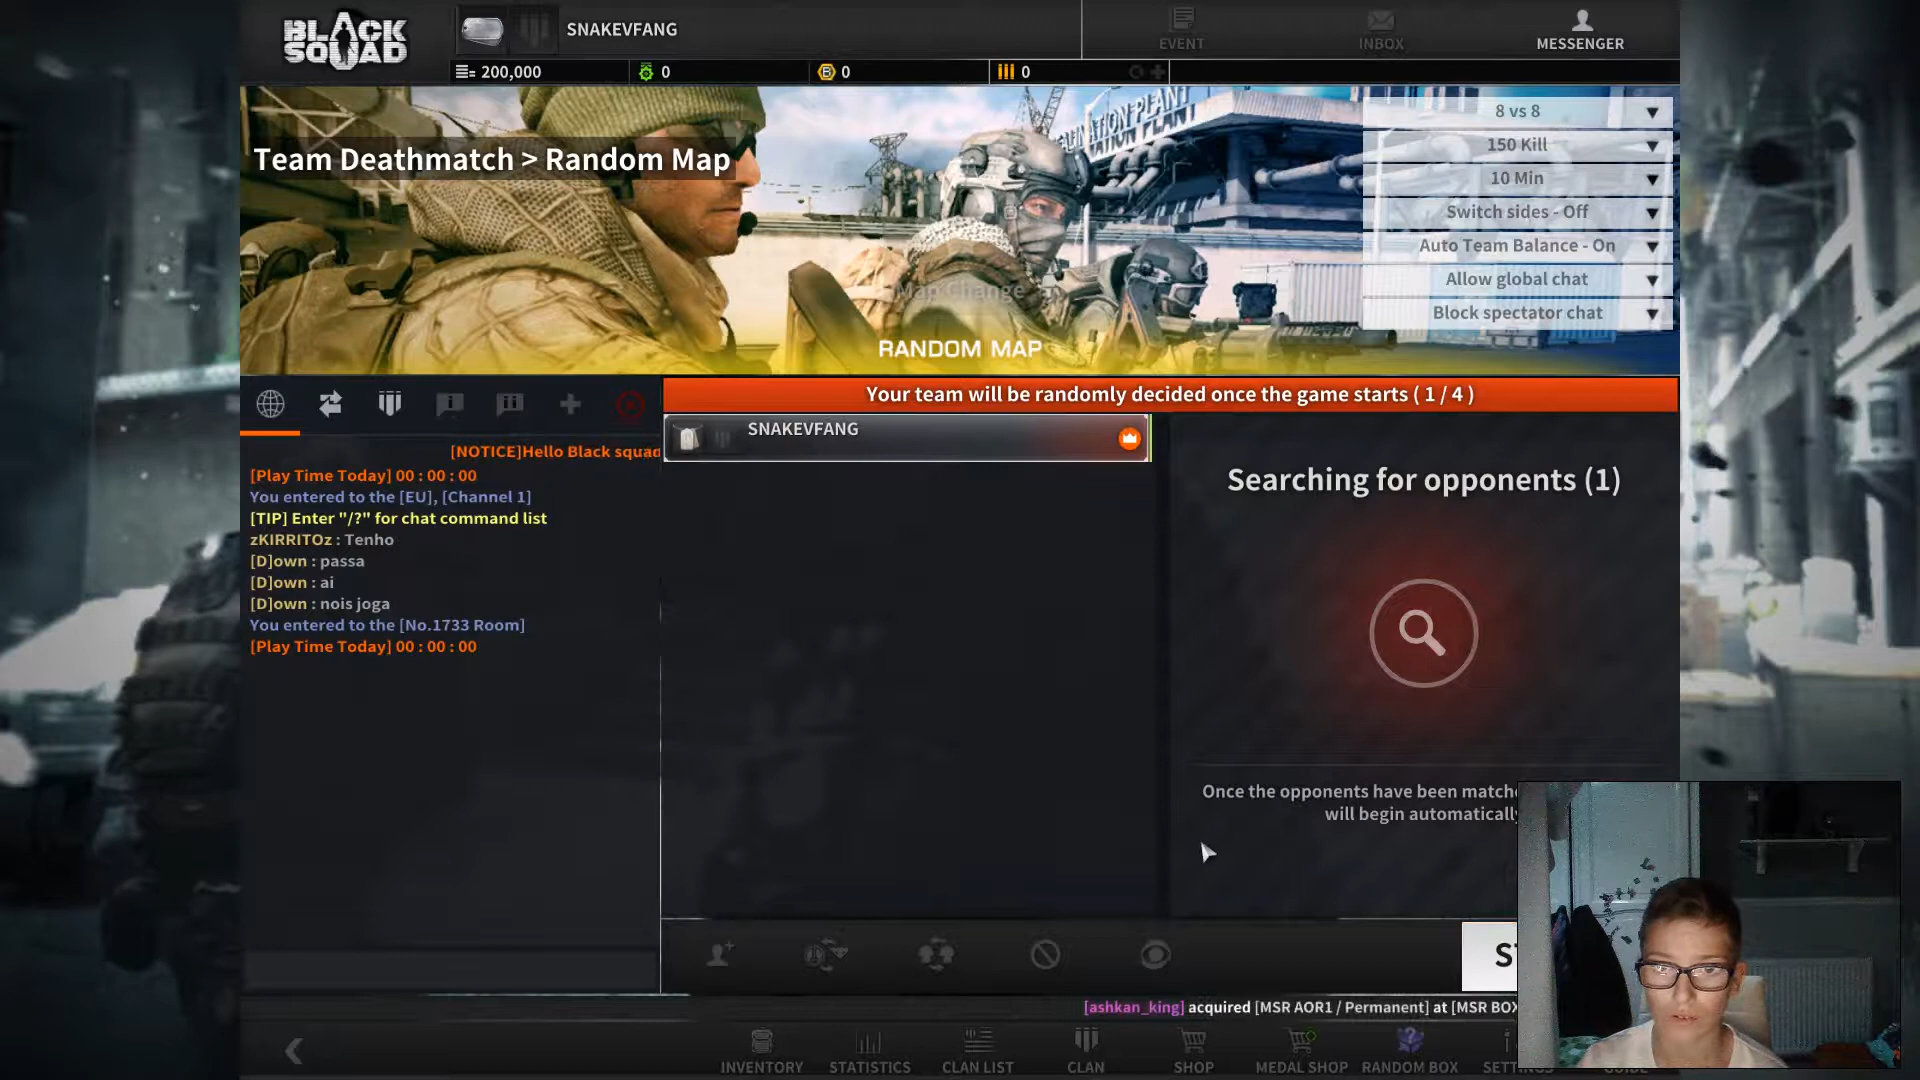 BLACK SQUAD
SNAKEVFANG
EVENT
INBOX
MESSENGER
200,000
0
0
0
Team Deathmatch > Random Map
8 vs 8
150 Kill
10 Min
Switch sides - Off
Auto Team Balance - On
Allow global chat
Block spectator chat
NATION PLANT
Map Change
RANDOM MAP
Your team will be randomly decided once the game starts ( 1 / 4 )
SNAKEVFANG
[NOTICE]Hello Black squad
[Play Time Today] 00 : 00 : 00
You entered to the [EU], [Channel 1]
[TIP] Enter "/?" for chat command list
zKIRRITOz : Tenho
[D]own : passa
[D]own : ai
[D]own : nois joga
You entered to the [No.1733 Room]
[Play Time Today] 00 : 00 : 00
Searching for opponents (1)
Once the opponents have been matche
will begin automatically
[ashkan_king] acquired [MSR AOR1 / Permanent] at [MSR BOX
INVENTORY
STATISTICS
CLAN LIST
CLAN
SHOP
MEDAL SHOP
RANDOM BOX